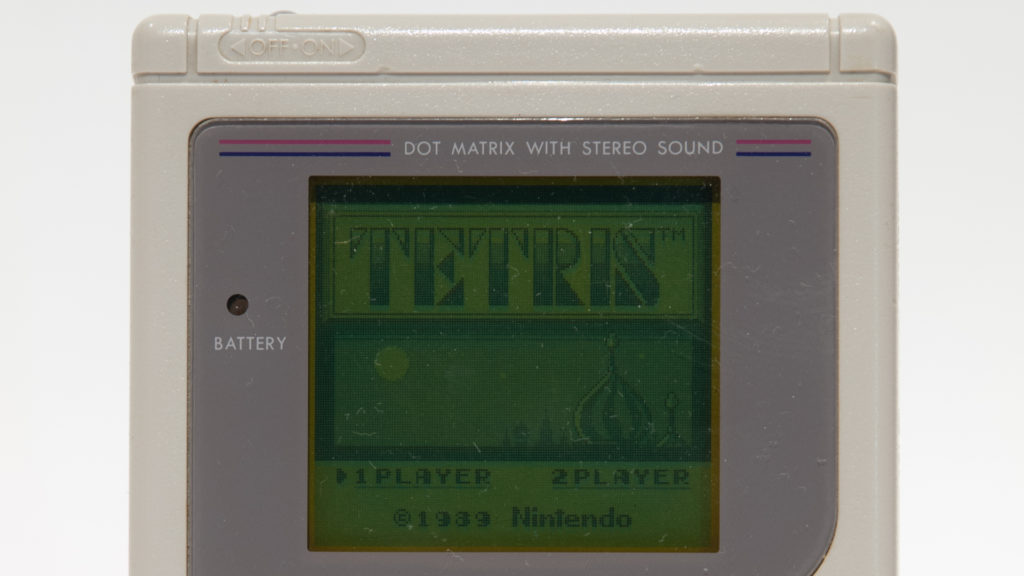 OFF•ON
DOT MATRIX WITH STEREO SOUND
TETRIS™
BATTERY
1PLAYER 2PLAYER
©1989 Nintendo